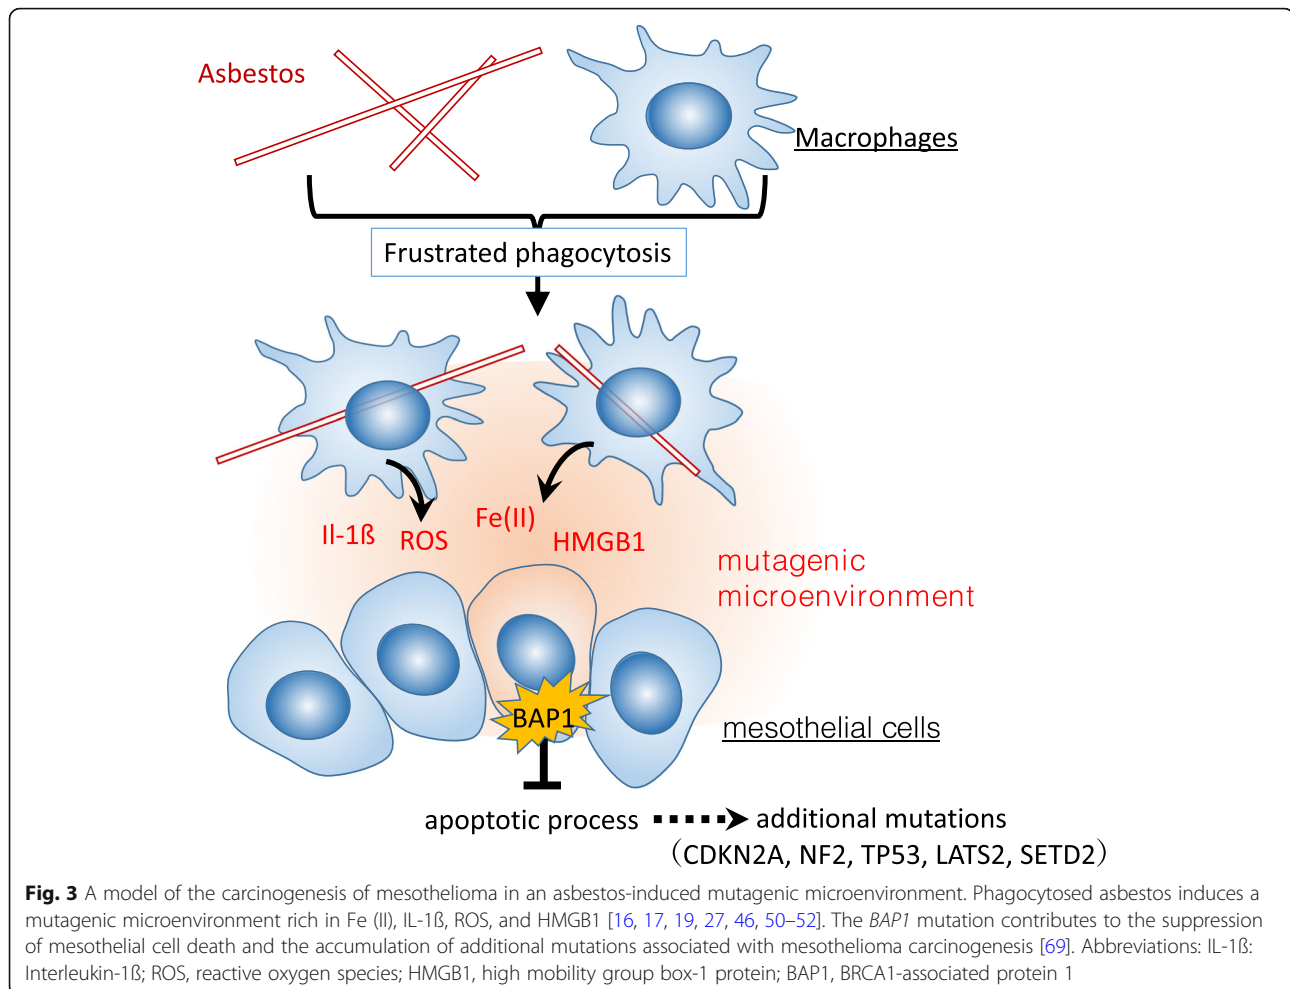 Asbestos
Macrophages
Frustrated phagocytosis
Il-1ß
ROS
Fe(II)
HMGB1
mutagenic
microenvironment
BAP1
mesothelial cells
apoptotic process
additional mutations
（CDKN2A, NF2, TP53, LATS2, SETD2）
Fig. 3 A model of the carcinogenesis of mesothelioma in an asbestos-induced mutagenic microenvironment. Phagocytosed asbestos induces a
mutagenic microenvironment rich in Fe (II), IL-1ß, ROS, and HMGB1 [16, 17, 19, 27, 46, 50–52]. The BAP1 mutation contributes to the suppression
of mesothelial cell death and the accumulation of additional mutations associated with mesothelioma carcinogenesis [69]. Abbreviations: IL-1ß:
Interleukin-1ß; ROS, reactive oxygen species; HMGB1, high mobility group box-1 protein; BAP1, BRCA1-associated protein 1